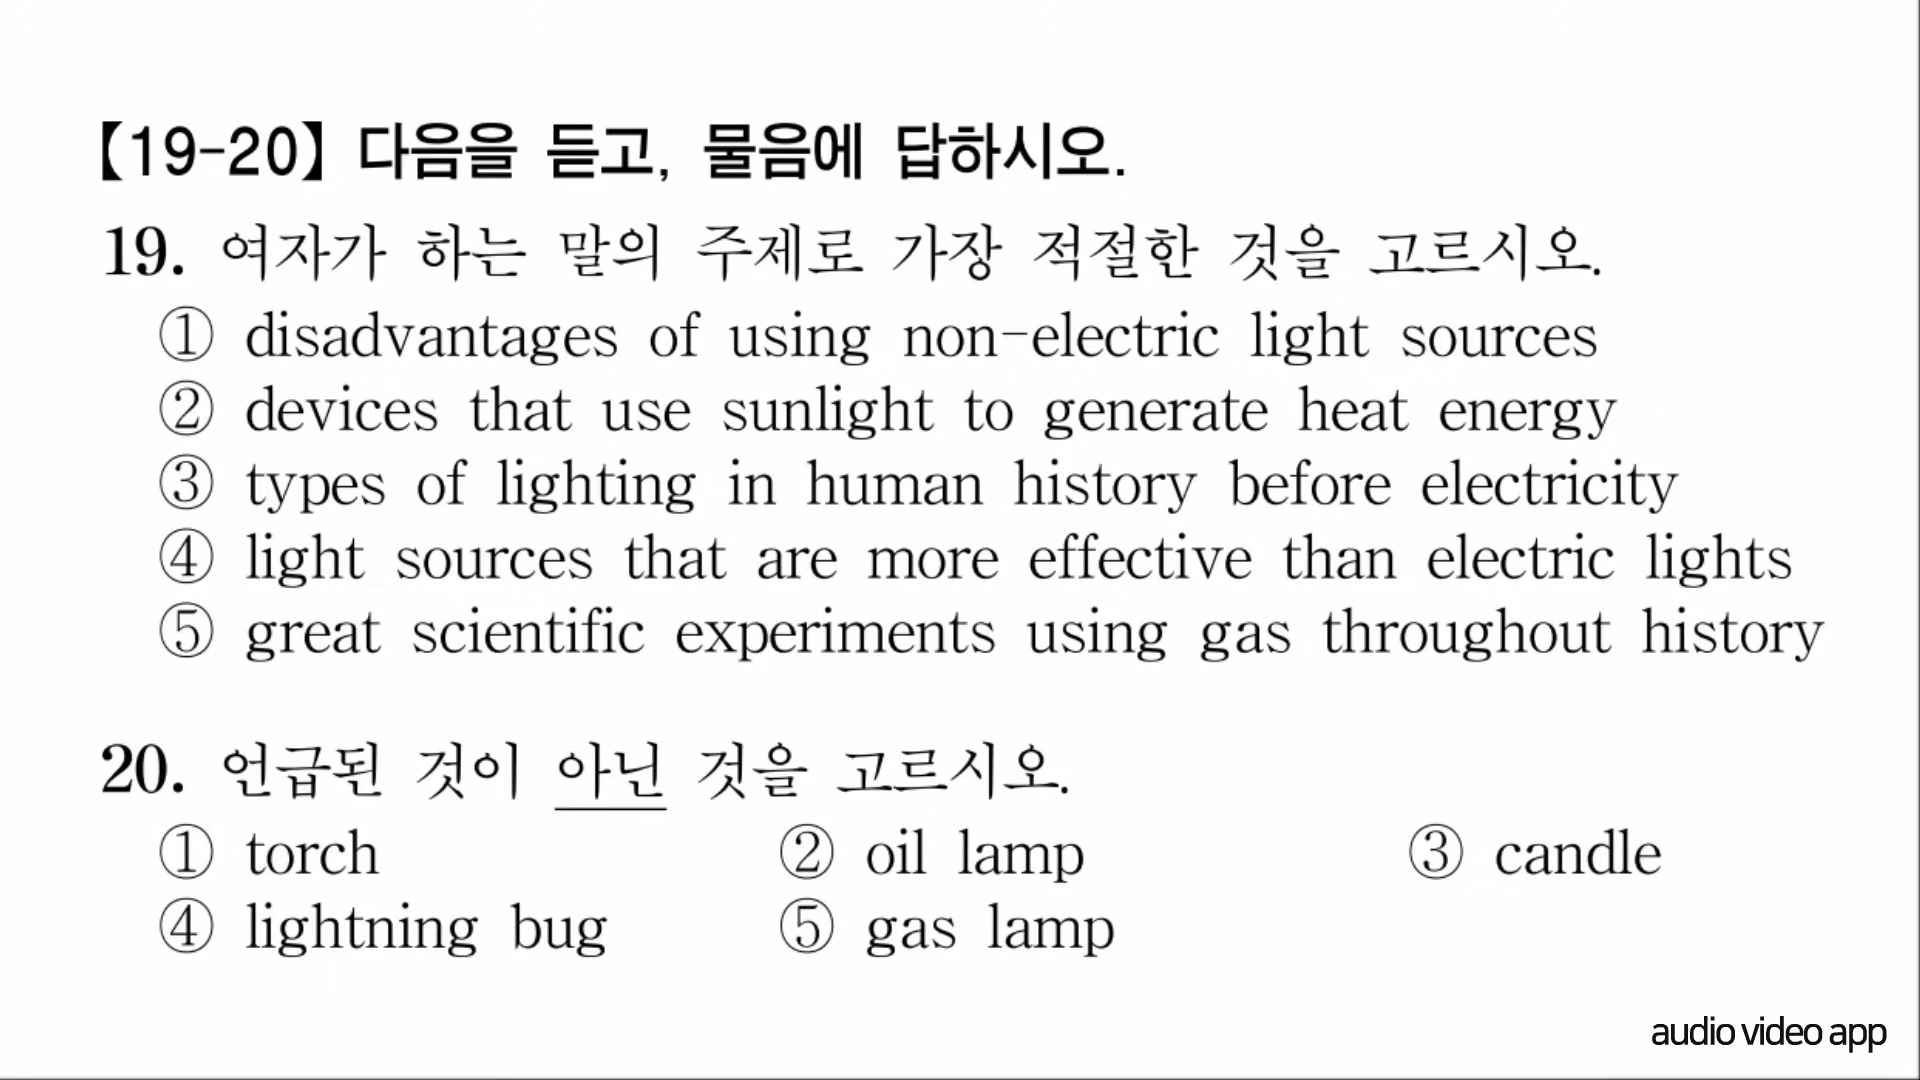 【19-20】 다음을 듣고, 물음에 답하시오.
19. 여자가 하는 말의 주제로 가장 적절한 것을 고르시오.
① disadvantages of using non-electric light sources
② devices that use sunlight to generate heat energy
③ types of lighting in human history before electricity
④ light sources that are more effective than electric lights
⑤ great scientific experiments using gas throughout history
20. 언급된 것이 아닌 것을 고르시오.
① torch ② oil lamp ③ candle
④ lightning bug ⑤ gas lamp
audio video app